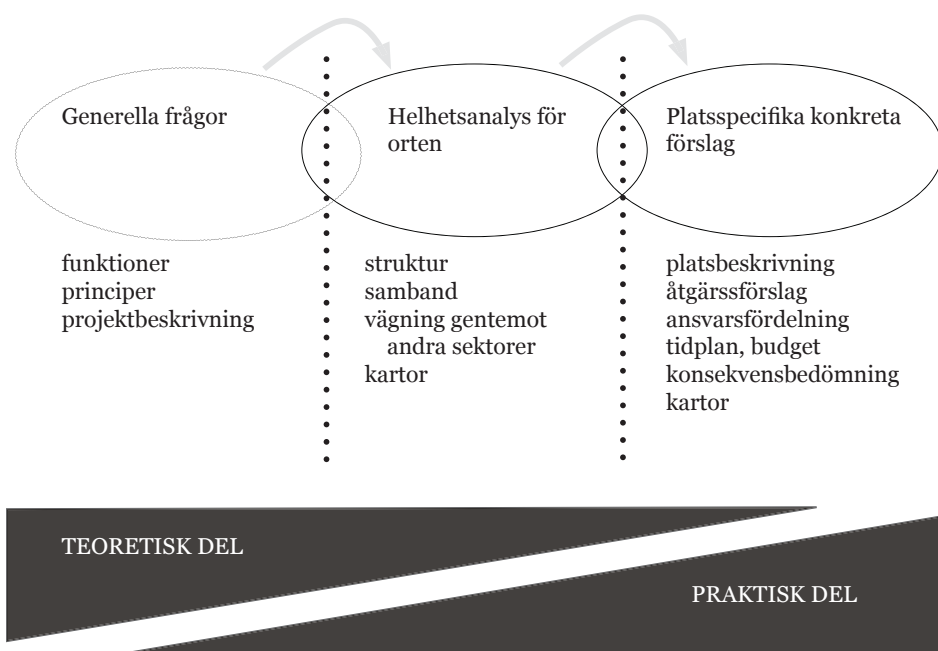 Generella frågor
funktioner
principer
projektbeskrivning
Helhetsanalys för
orten
struktur
samband
vägning gentemot
andra sektorer
kartor
Platsspecifika konkreta
förslag
platsbeskrivning
åtgärssförslag
ansvarsfördelning
tidplan, budget
konsekvensbedömning
kartor
TEORETISK DEL
PRAKTISK DEL